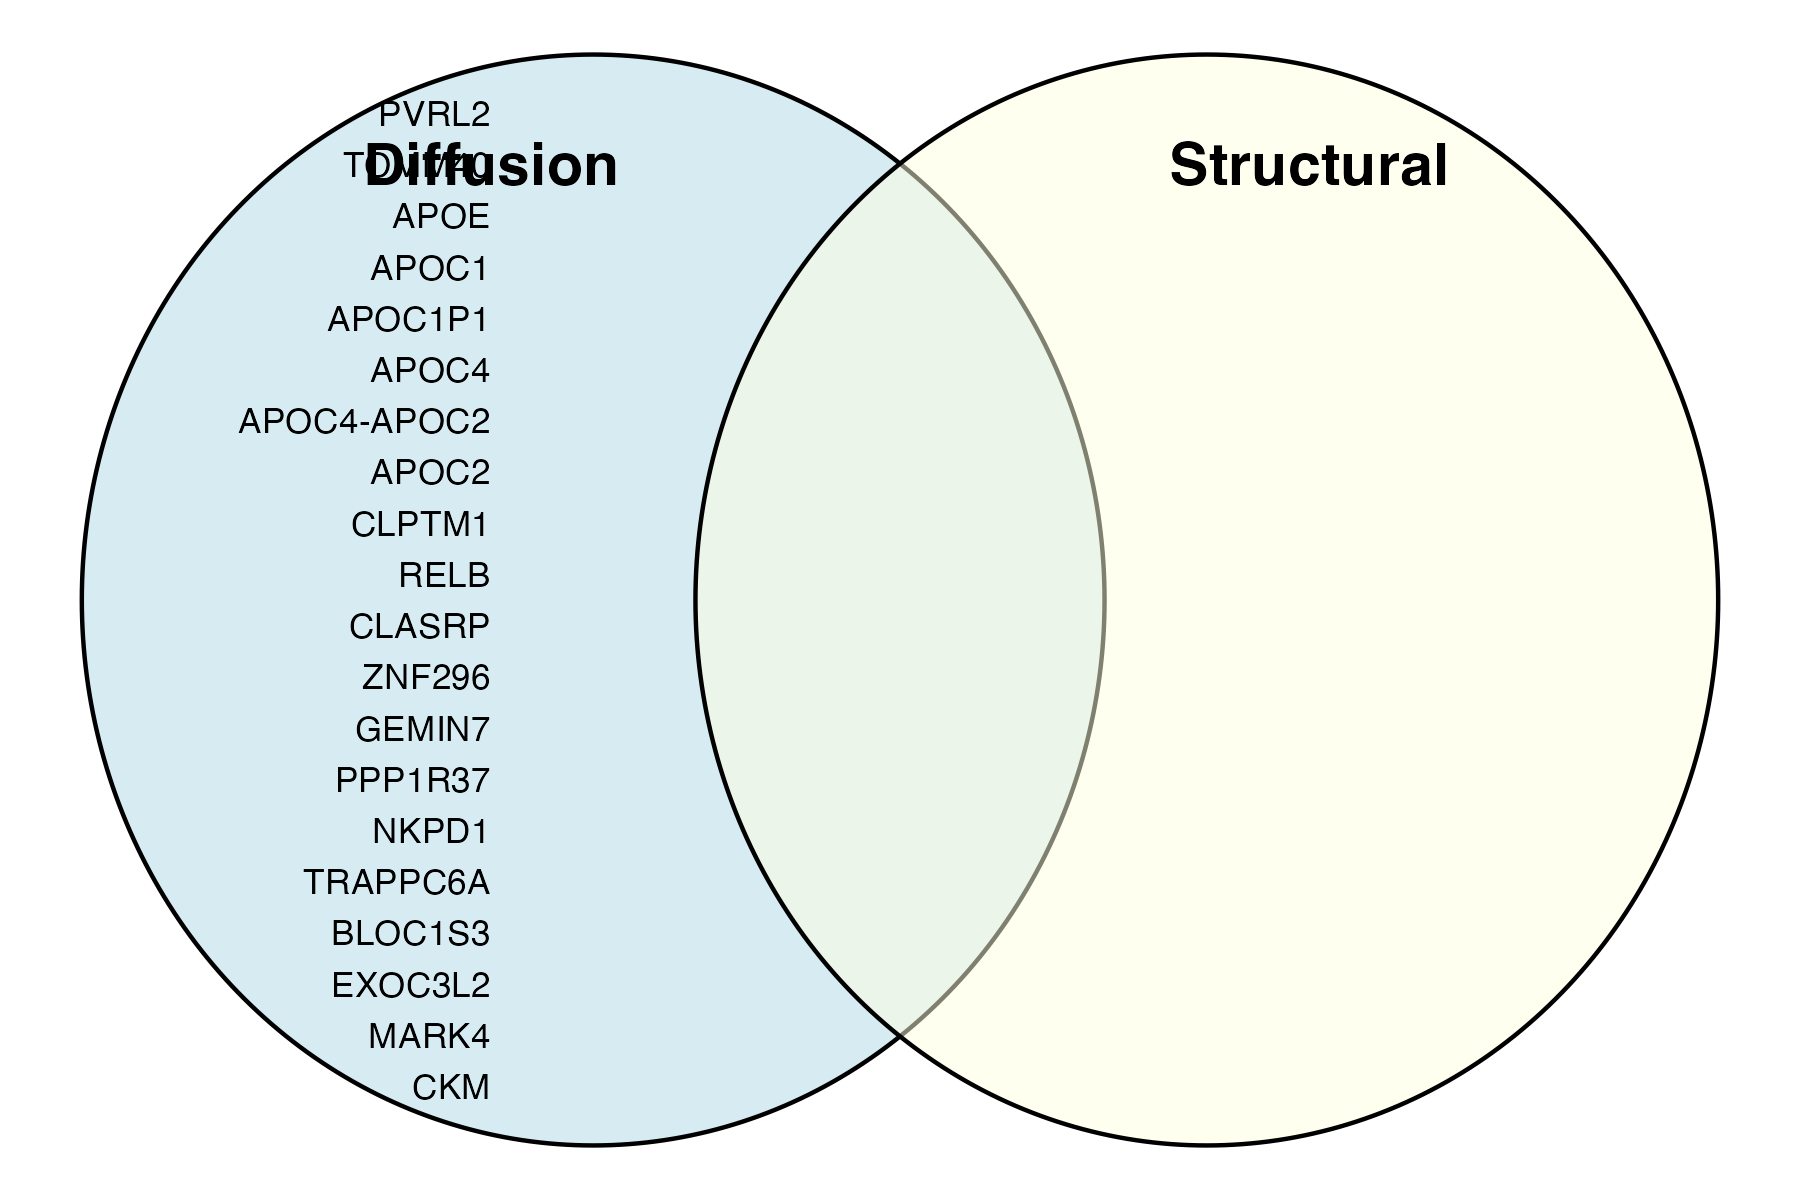 PVRL2
Diffusion
Structural
TOMM40
APOE
APOC1
APOC1P1
APOC4
APOC4-APOC2
APOC2
CLPTM1
RELB
CLASRP
ZNF296
GEMIN7
PPP1R37
NKPD1
TRAPPC6A
BLOC1S3
EXOC3L2
MARK4
CKM